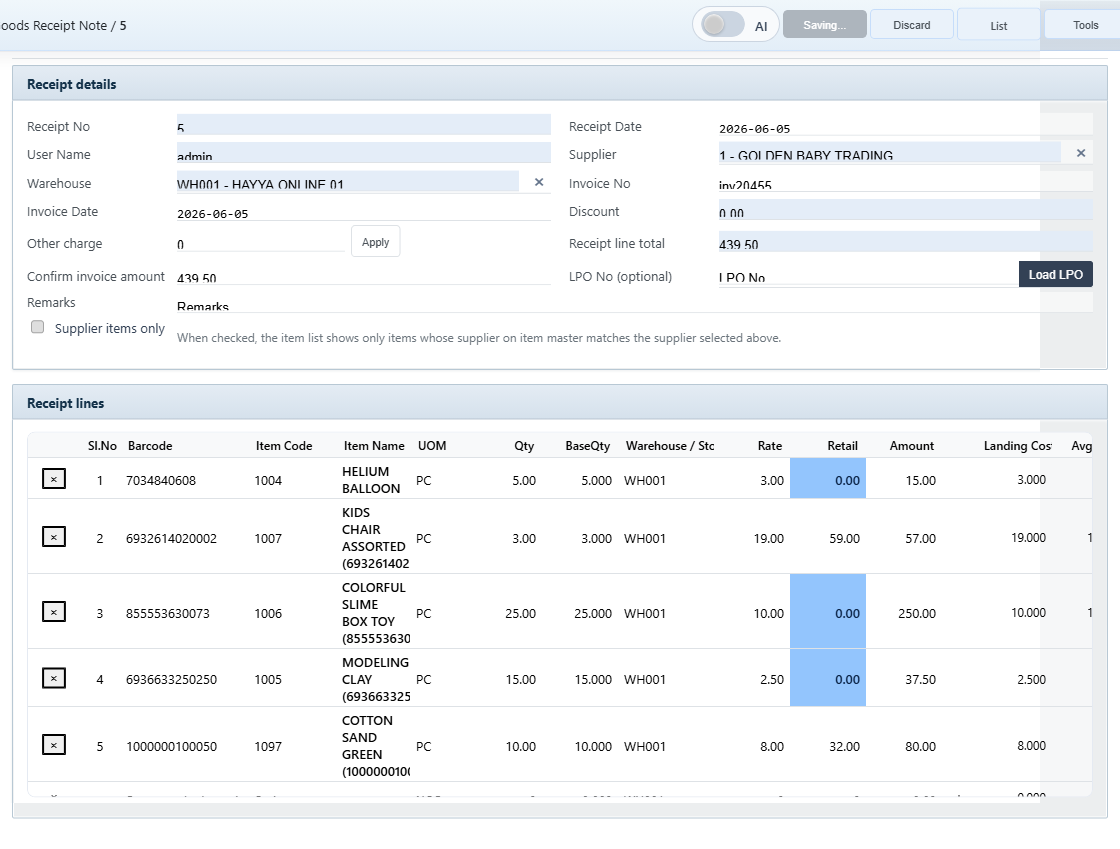 oods Receipt Note / 5
AI
Saving...
Discard
List
Tools
Receipt details
Receipt No 5
Receipt Date 2026-06-05
User Name admin
Supplier 1 - GOLDEN BABY TRADING ×
Warehouse WH001 - HAYYA ONLINE 01 ×
Invoice No inv20455
Invoice Date 2026-06-05
Discount 0.00
Other charge 0 Apply
Receipt line total 439.50
Confirm invoice amount 439.50
LPO No (optional) LPO No Load LPO
Remarks Remarks
Supplier items only
When checked, the item list shows only items whose supplier on item master matches the supplier selected above.
Receipt lines
Sl.No Barcode Item Code Item Name UOM Qty BaseQty Warehouse / Stc Rate Retail Amount Landing Cos Avg
× 1 7034840608 1004 HELIUM BALLOON PC 5.00 5.000 WH001 3.00 0.00 15.00 3.000
× 2 6932614020002 1007 KIDS CHAIR ASSORTED (693261402 PC 3.00 3.000 WH001 19.00 59.00 57.00 19.000 1
× 3 855553630073 1006 COLORFUL SLIME BOX TOY (855553630 PC 25.00 25.000 WH001 10.00 0.00 250.00 10.000 1
× 4 6936633250250 1005 MODELING CLAY (693663325 PC 15.00 15.000 WH001 2.50 0.00 37.50 2.500
× 5 1000000100050 1097 COTTON SAND GREEN (1000000100 PC 10.00 10.000 WH001 8.00 32.00 80.00 8.000